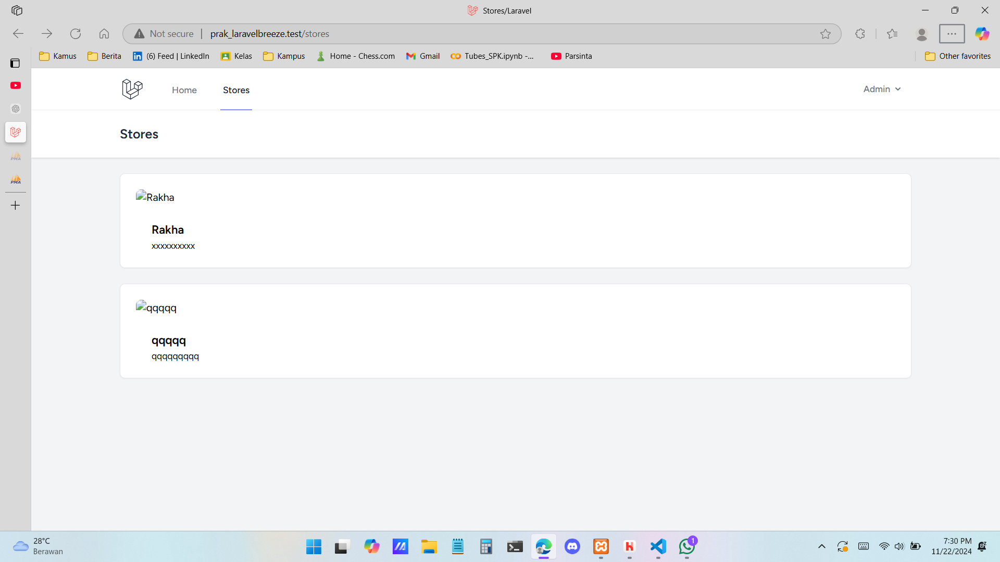 Stores/Laravel
Not secure prak_laravelbreeze.test/stores
Kamus Berita (6) Feed | LinkedIn Kelas Kampus Home - Chess.com Gmail Tubes_SPK.ipynb -... Parsinta Other favorites
Home Stores Admin
Stores
Rakha
Rakha
xxxxxxxxxx
qqqqq
qqqqq
qqqqqqqqq
PMA
PMA
28°C
Berawan
1
7:30 PM
11/22/2024